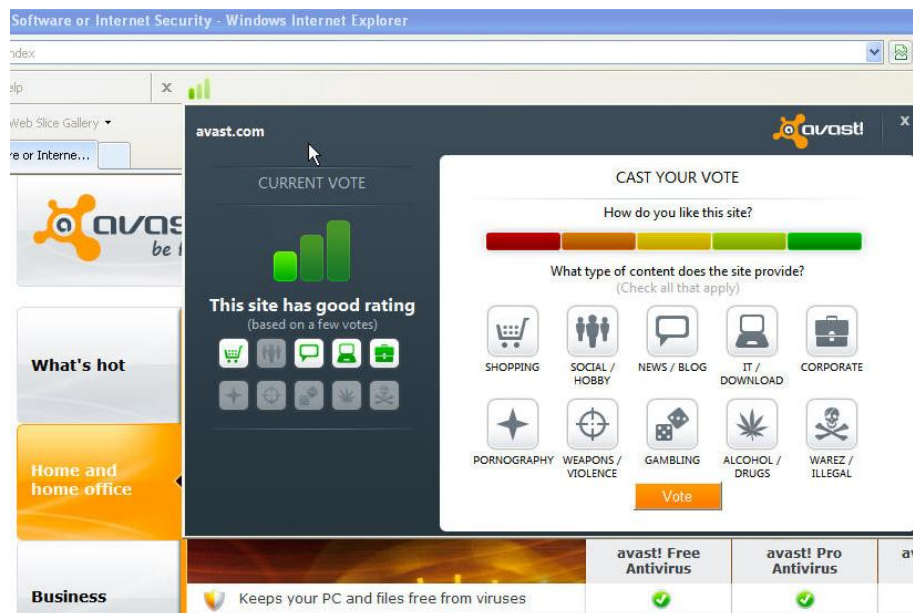 Software or Internet Security - Windows Internet Explorer
ndex
elp
x
Web Slice Gallery
re or Interne...
avast.com
avast!
x
CURRENT VOTE
This site has good rating
(based on a few votes)
CAST YOUR VOTE
How do you like this site?
What type of content does the site provide?
(Check all that apply)
SHOPPING
SOCIAL /
HOBBY
NEWS / BLOG
IT /
DOWNLOAD
CORPORATE
PORNOGRAPHY
WEAPONS /
VIOLENCE
GAMBLING
ALCOHOL /
DRUGS
WAREZ /
ILLEGAL
Vote
a avas
be
What's hot
Home and
home office
Business
avast! Free
Antivirus
avast! Pro
Antivirus
Keeps your PC and files free from viruses